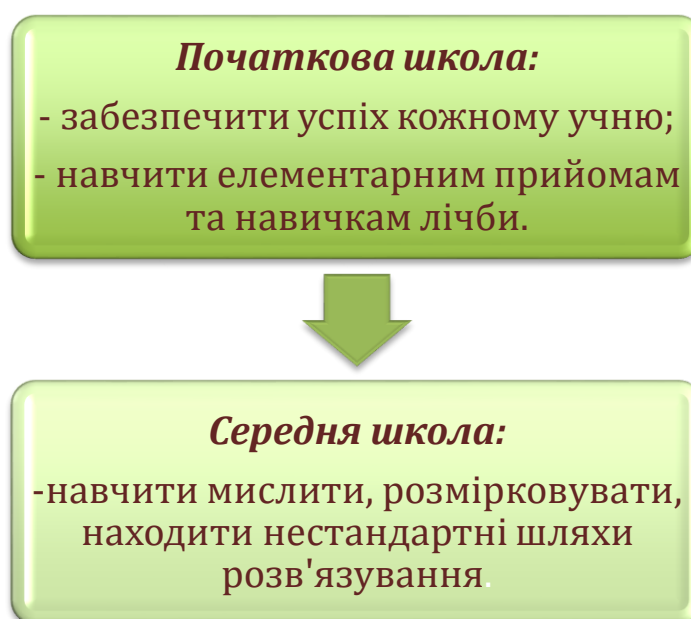 Початкова школа:
- забезпечити успіх кожному учню;
- навчити елементарним прийомам
та навичкам лічби.
Середня школа:
-навчити мислити, розмірковувати,
находити нестандартні шляхи
розв'язування.